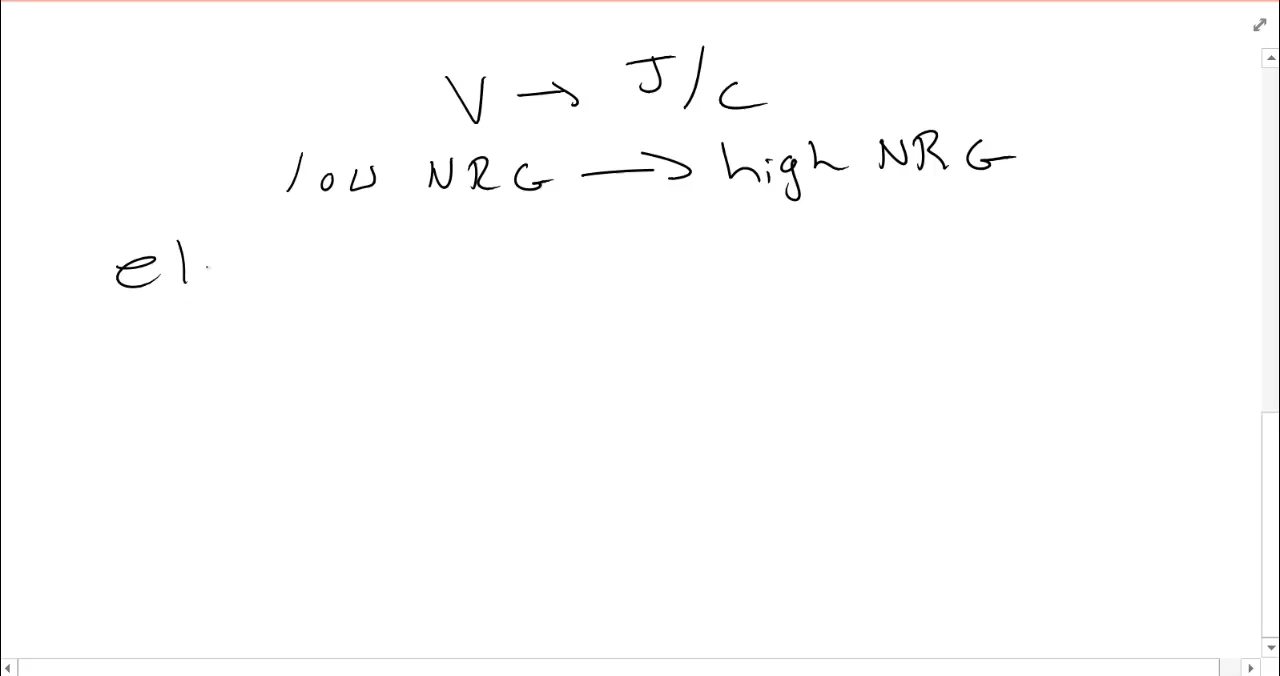 V → J/C
low NRG → high NRG
el